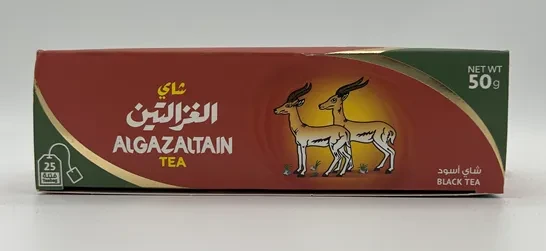 شاي
الغزالتين
ALGAZALTAIN
TEA
NET WT
50g
25
شاي أسود
BLACK TEA